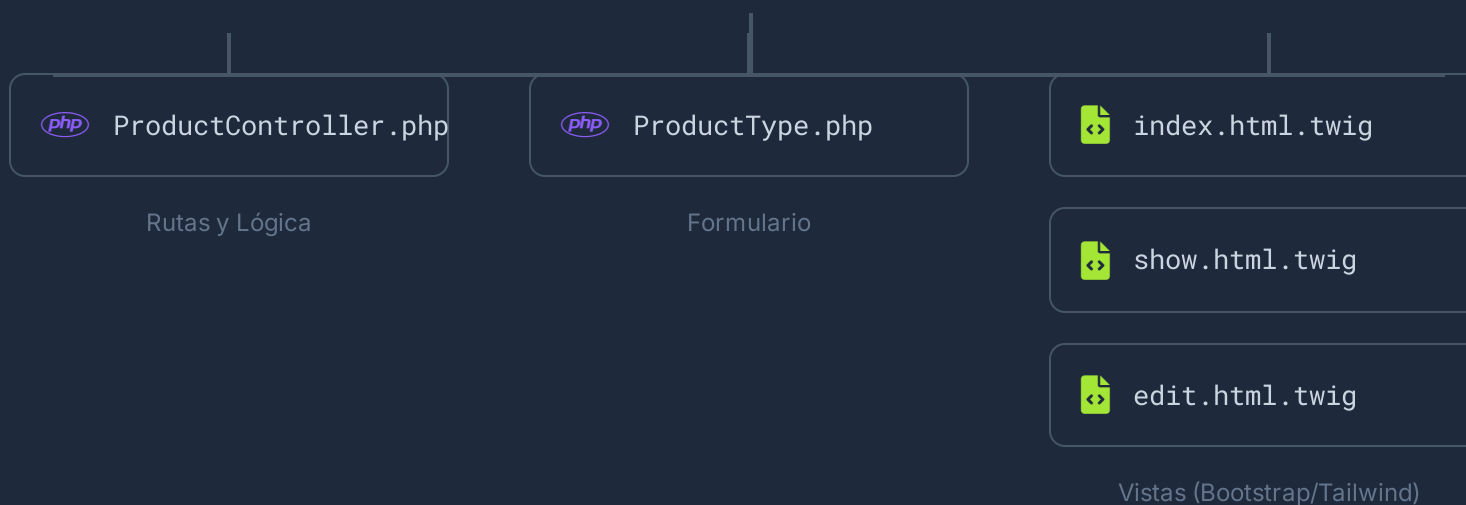 php ProductController.php
Rutas y Lógica
php ProductType.php
Formulario
index.html.twig
show.html.twig
edit.html.twig
Vistas (Bootstrap/Tailwind)